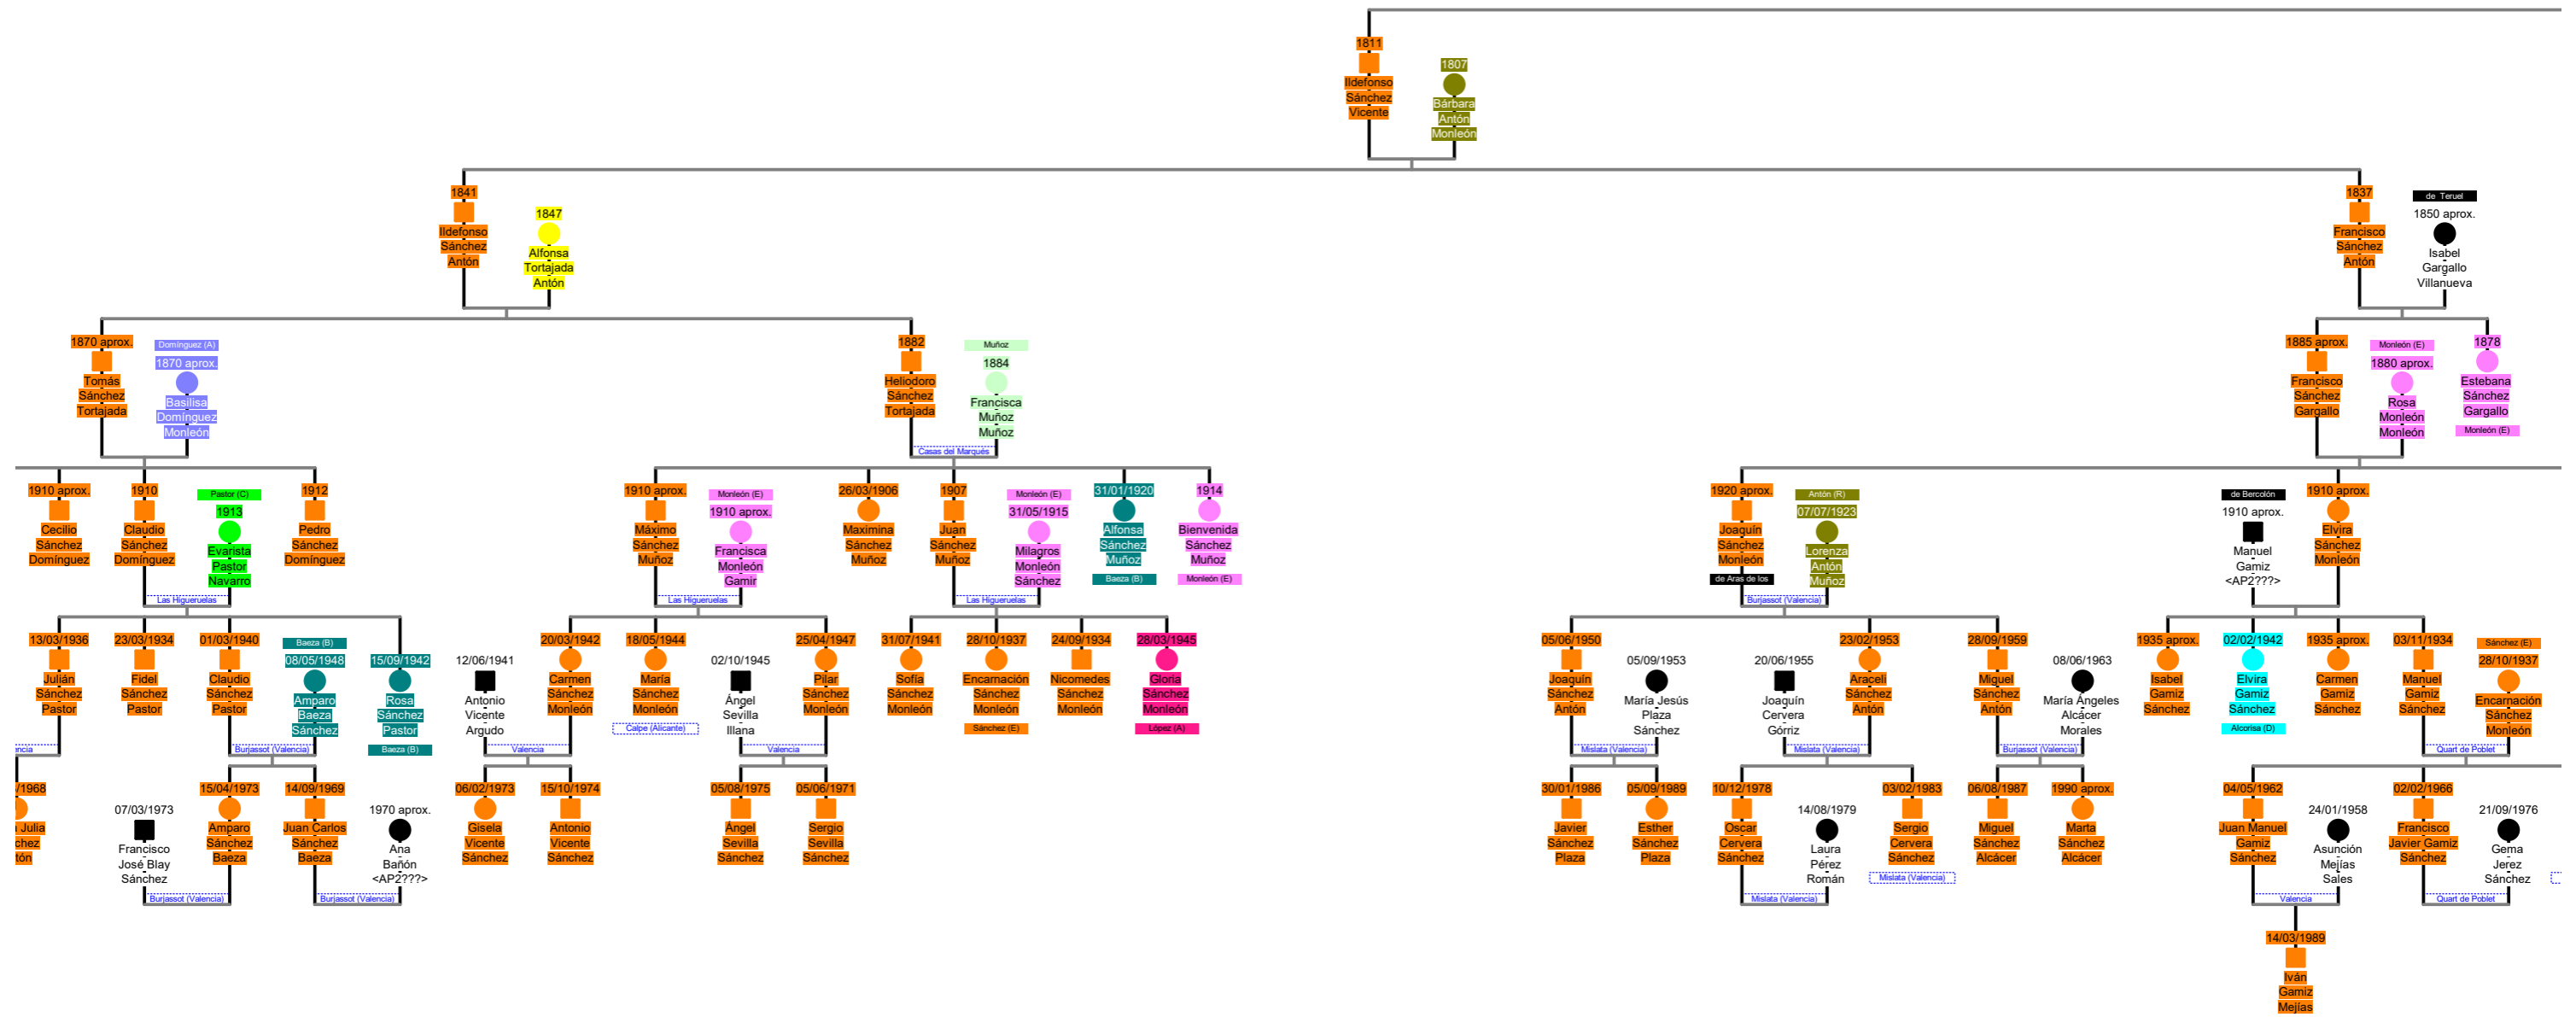 1811
Ildefonso
Sánchez
Vicente
1807
Bárbara
Antón
Monleón
1841
Ildefonso
Sánchez
Antón
1847
Alfonsa
Tortajada
Antón
1837
Francisco
Sánchez
Antón
de Teruel
1850 aprox.
Isabel
Gargallo
Villanueva
1870 aprox.
Tomás
Sánchez
Tortajada
Domínguez (A)
1870 aprox.
Basilisa
Domínguez
Monleón
1882
Heliodoro
Sánchez
Tortajada
Muñoz
1884
Francisca
Muñoz
Muñoz
Casas del Marqués
1885 aprox.
Francisco
Sánchez
Gargallo
Monleón (E)
1880 aprox.
Rosa
Monleón
Monleón
1878
Estebana
Sánchez
Gargallo
Monleón (E)
1910 aprox.
Cecilio
Sánchez
Domínguez
1910
Claudio
Sánchez
Domínguez
Pastor (C)
1913
Evarista
Pastor
Navarro
Las Higueruelas
1912
Pedro
Sánchez
Domínguez
1910 aprox.
Máximo
Sánchez
Muñoz
Monleón (E)
1910 aprox.
Francisca
Monleón
Gamir
Las Higueruelas
26/03/1906
Maximina
Sánchez
Muñoz
1907
Juan
Sánchez
Muñoz
Monleón (E)
31/05/1915
Milagros
Monleón
Sánchez
Las Higueruelas
31/01/1920
Alfonsa
Sánchez
Muñoz
Baeza (B)
1914
Bienvenida
Sánchez
Muñoz
Monleón (E)
1920 aprox.
Joaquín
Sánchez
Monleón
de Aras de los
Antón (R)
07/07/1923
Lorenza
Antón
Muñoz
Burjassot (Valencia)
de Bercolón
1910 aprox.
Manuel
Gamiz
<AP2???>
1910 aprox.
Elvira
Sánchez
Monleón
13/03/1936
Julián
Sánchez
Pastor
encia
23/03/1934
Fidel
Sánchez
Pastor
01/03/1940
Claudio
Sánchez
Pastor
Baeza (B)
08/05/1948
Amparo
Baeza
Sánchez
Burjassot (Valencia)
15/09/1942
Rosa
Sánchez
Pastor
Baeza (B)
12/06/1941
Antonio
Vicente
Argudo
20/03/1942
Carmen
Sánchez
Monleón
Valencia
18/05/1944
María
Sánchez
Monleón
Calpe (Alicante)
02/10/1945
Ángel
Sevilla
Illana
25/04/1947
Pilar
Sánchez
Monleón
Valencia
31/07/1941
Sofía
Sánchez
Monleón
28/10/1937
Encarnación
Sánchez
Monleón
Sánchez (E)
24/09/1934
Nicomedes
Sánchez
Monleón
28/03/1945
Gloria
Sánchez
Monleón
López (A)
05/06/1950
Joaquín
Sánchez
Antón
05/09/1953
María Jesús
Plaza
Sánchez
Mislata (Valencia)
20/06/1955
Joaquín
Cervera
Górriz
23/02/1953
Araceli
Sánchez
Antón
Mislata (Valencia)
28/09/1959
Miguel
Sánchez
Antón
08/06/1963
María Ángeles
Alcácer
Morales
Burjassot (Valencia)
1935 aprox.
Isabel
Gamiz
Sánchez
02/02/1942
Elvira
Gamiz
Sánchez
Alcorisa (D)
1935 aprox.
Carmen
Gamiz
Sánchez
03/11/1934
Manuel
Gamiz
Sánchez
Sánchez (E)
28/10/1937
Encarnación
Sánchez
Monleón
Quart de Poblet
/1968
Julia
chez
tón
07/03/1973
Francisco
José Blay
Sánchez
15/04/1973
Amparo
Sánchez
Baeza
Burjassot (Valencia)
14/09/1969
Juan Carlos
Sánchez
Baeza
1970 aprox.
Ana
Bañón
<AP2???>
Burjassot (Valencia)
06/02/1973
Gisela
Vicente
Sánchez
15/10/1974
Antonio
Vicente
Sánchez
05/08/1975
Ángel
Sevilla
Sánchez
05/06/1971
Sergio
Sevilla
Sánchez
30/01/1986
Javier
Sánchez
Plaza
05/09/1989
Esther
Sánchez
Plaza
10/12/1978
Oscar
Cervera
Sánchez
14/08/1979
Laura
Pérez
Román
Mislata (Valencia)
03/02/1983
Sergio
Cervera
Sánchez
Mislata (Valencia)
06/08/1987
Miguel
Sánchez
Alcácer
1990 aprox.
Marta
Sánchez
Alcácer
04/05/1962
Juan Manuel
Gamiz
Sánchez
24/01/1958
Asunción
Mejías
Sales
Valencia
02/02/1966
Francisco
Javier Gamiz
Sánchez
21/09/1976
Gema
Jerez
Sánchez
Quart de Poblet
14/03/1989
Iván
Gamiz
Mejías